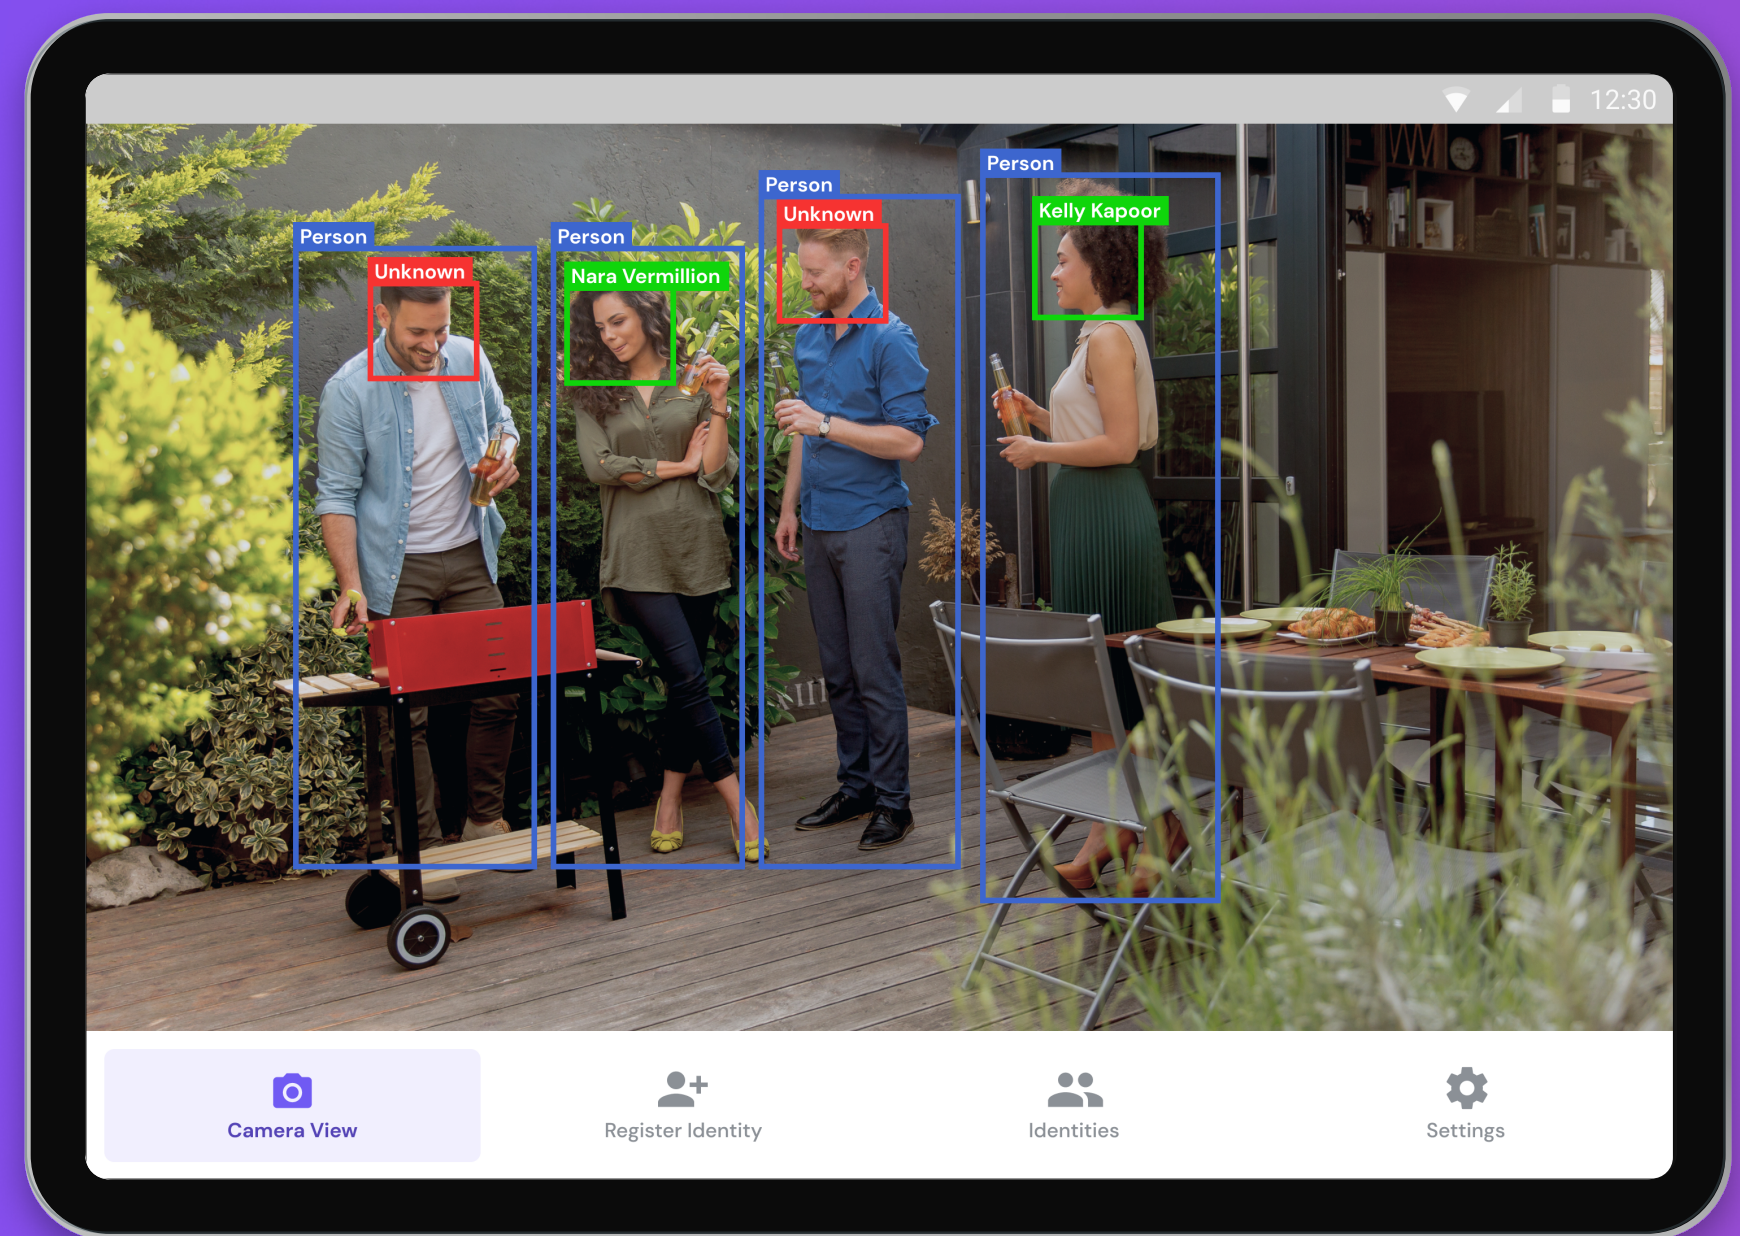 12:30
Person
Person
Person
Person
Unknown
Kelly Kapoor
Unknown
Nara Vermillion
Camera View
Register Identity
Identities
Settings